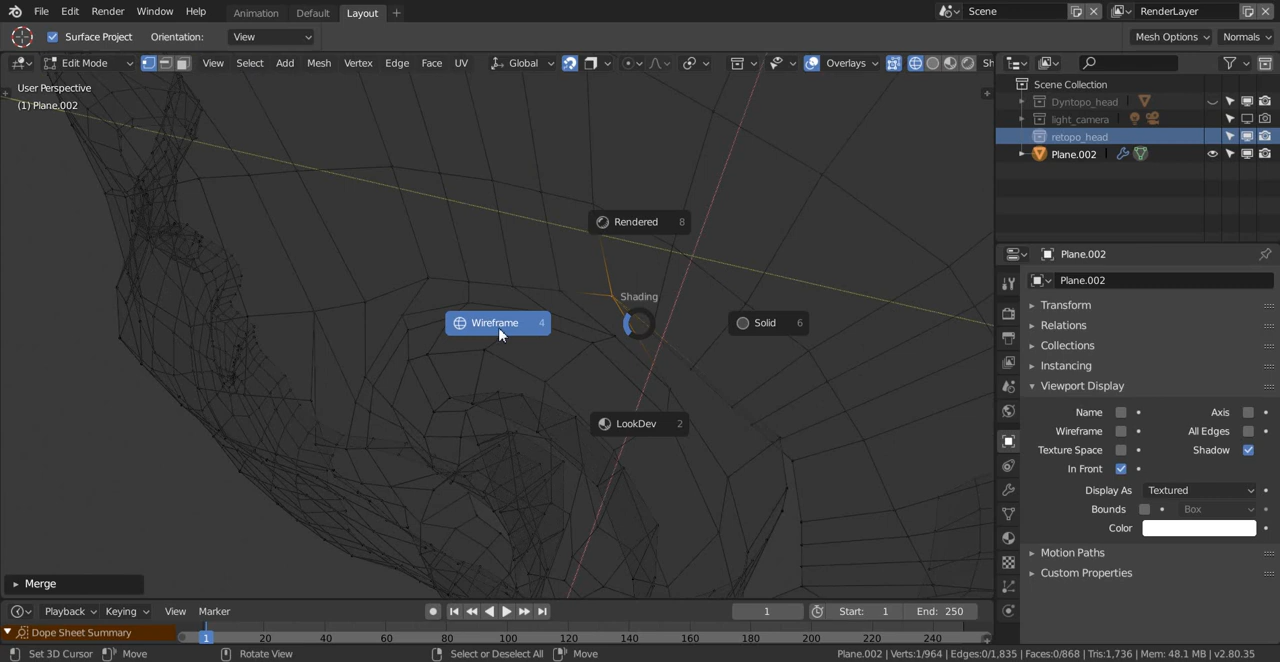 File Edit Render Window Help Animation Default Layout + Scene RenderLayer
Surface Project Orientation: View Mesh Options Normals
Edit Mode View Select Add Mesh Vertex Edge Face UV Global Overlays Sh
User Perspective
(1) Plane.002
Scene Collection
Dyntopo_head
light_camera
retopo_head
Plane.002
Rendered 8
Shading
Wireframe 4
Solid 6
LookDev 2
Plane.002
Plane.002
Transform
Relations
Collections
Instancing
Viewport Display
Name Axis
Wireframe All Edges
Texture Space Shadow
In Front
Display As Textured
Bounds Box
Color
Motion Paths
Custom Properties
Merge
Playback Keying View Marker 1 Start: 1 End: 250
Dope Sheet Summary 1 20 40 60 80 100 120 140 160 180 200 220 240
Set 3D Cursor Move Rotate View Select or Deselect All Move Plane.002 | Verts:1/964 | Edges:0/1,835 | Faces:0/868 | Tris:1,736 | Mem: 48.1 MB | v2.80.35